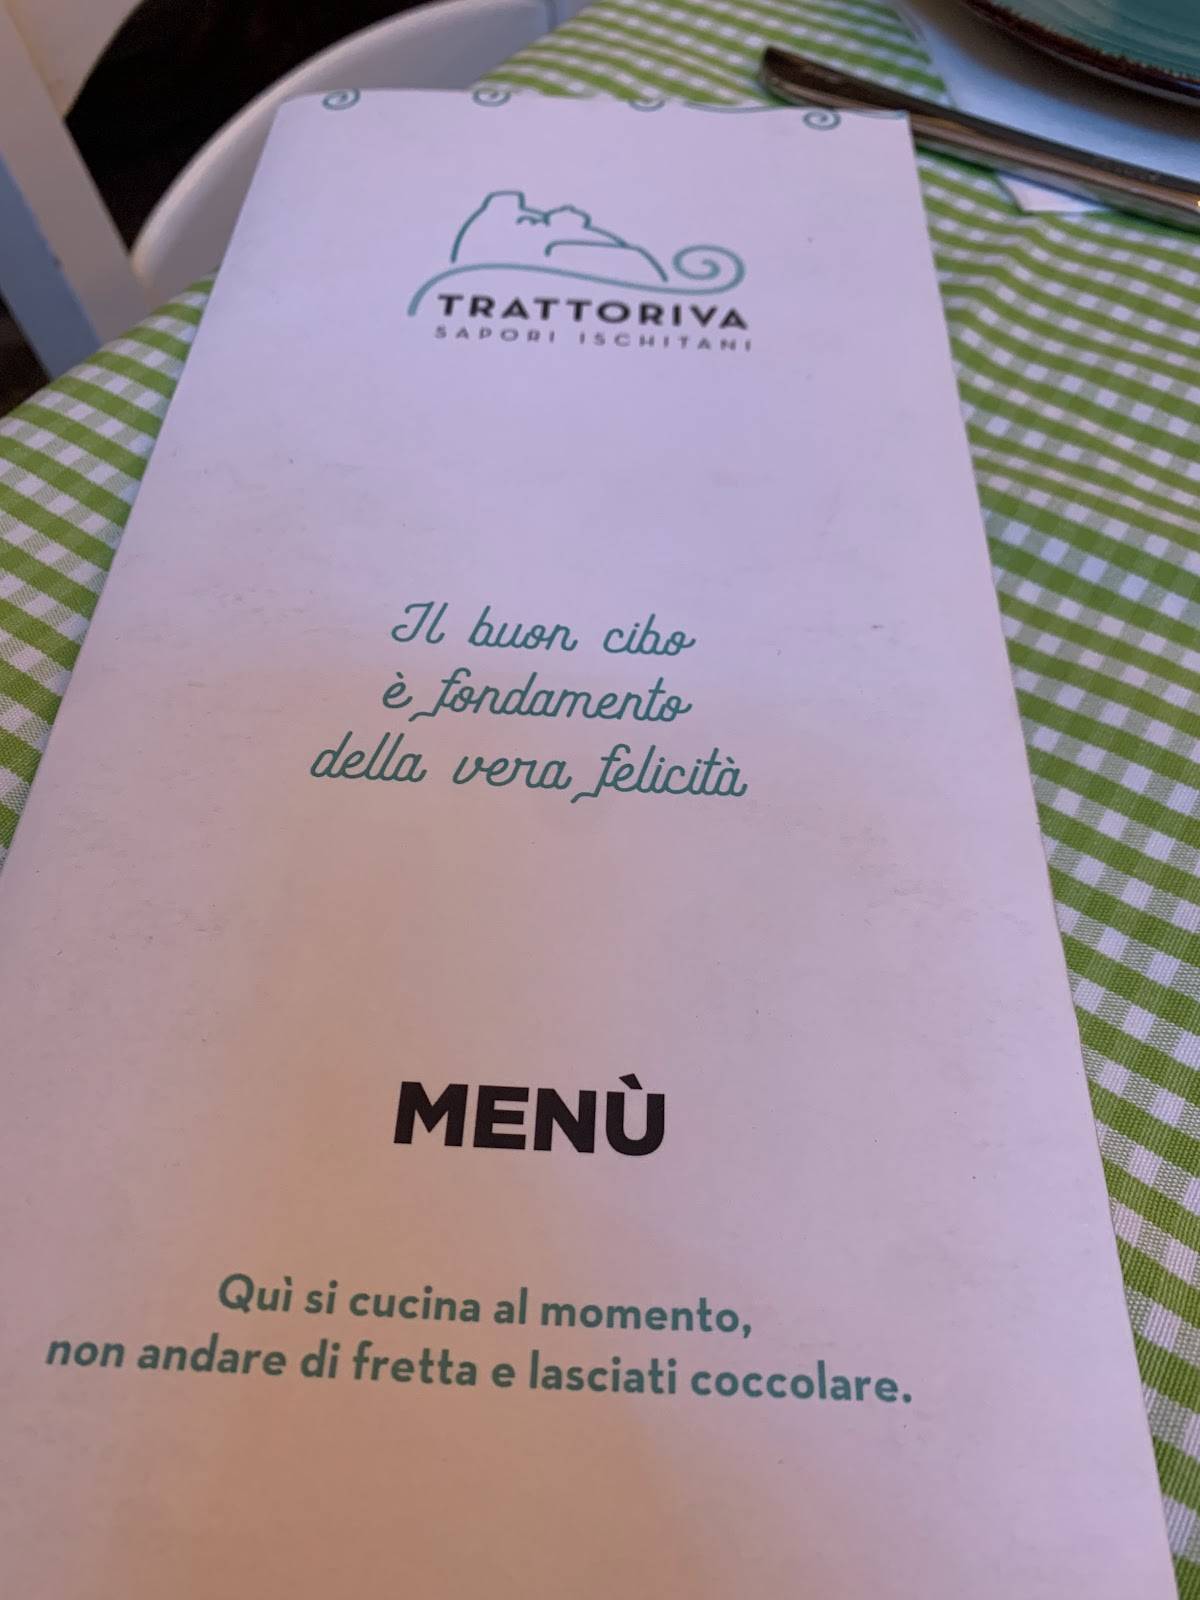 TRATTORIVA
SAPORI ISCHITANI
Il buon cibo
è fondamento
della vera felicità
MENÙ
Quì si cucina al momento,
non andare di fretta e lasciati coccolare.